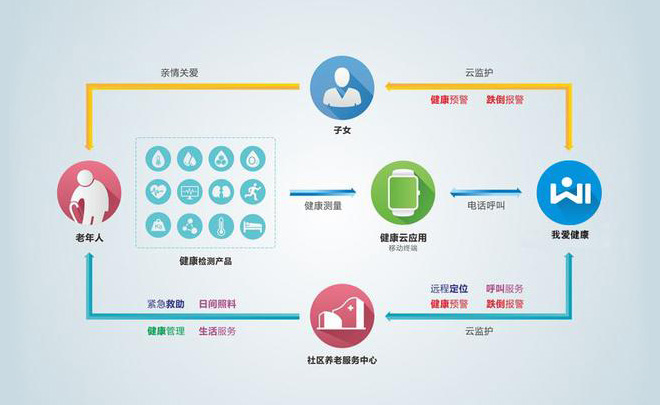 亲情关爱
云监护
健康预警 跌倒报警
子女
老年人
健康检测产品
健康测量
健康云应用
移动终端
电话呼叫
我爱健康
紧急救助 日间照料
健康管理 生活服务
社区养老服务中心
远程定位 呼叫服务
健康预警 跌倒报警
云监护